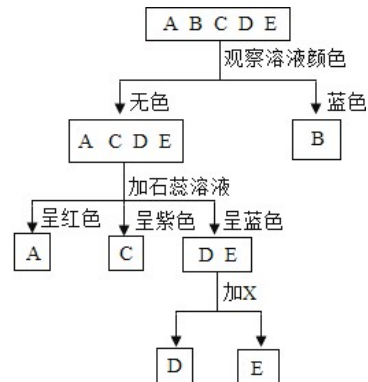 A B C D E
观察溶液颜色
无色 蓝色
A C D E B
加石蕊溶液
呈红色 呈紫色 呈蓝色
A C D E
加X
D E